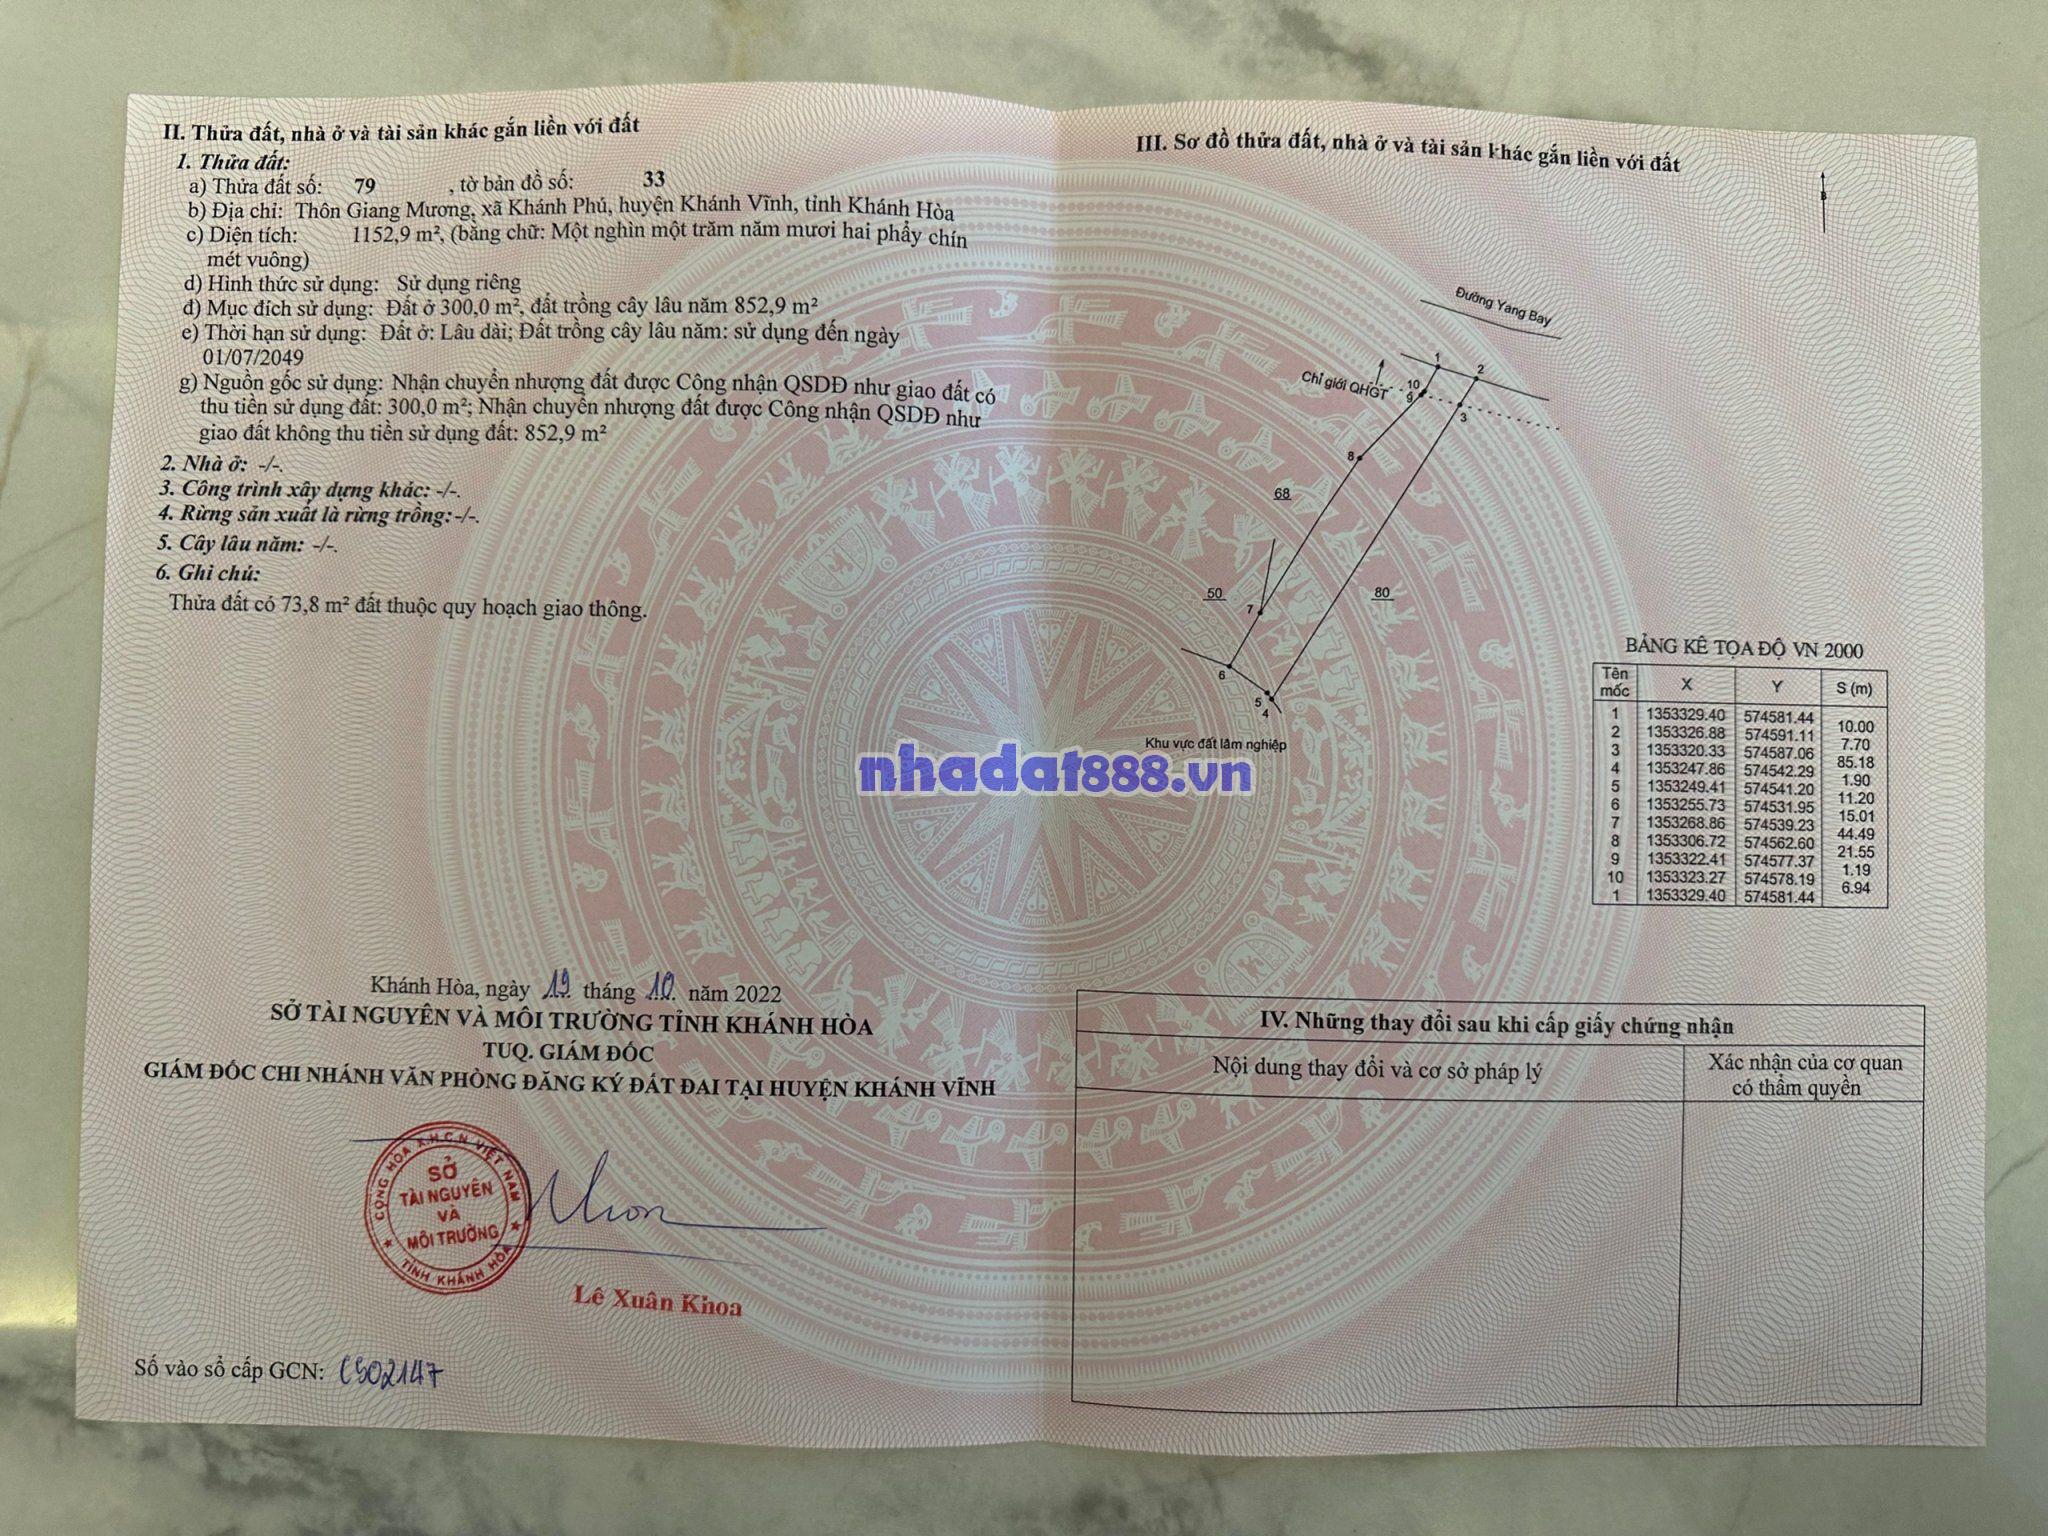 II. Thửa đất, nhà ở và tài sản khác gắn liền với đất
1. Thửa đất:
a) Thửa đất số: 79 , tờ bản đồ số: 33
b) Địa chỉ: Thôn Giang Mương, xã Khánh Phú, huyện Khánh Vĩnh, tỉnh Khánh Hòa
c) Diện tích: 1152,9 m², (bằng chữ: Một nghìn một trăm năm mươi hai phẩy chín
mét vuông)
d) Hình thức sử dụng: Sử dụng riêng
đ) Mục đích sử dụng: Đất ở 300,0 m², đất trồng cây lâu năm 852,9 m²
e) Thời hạn sử dụng: Đất ở: Lâu dài; Đất trồng cây lâu năm: sử dụng đến ngày
01/07/2049
g) Nguồn gốc sử dụng: Nhận chuyển nhượng đất được Công nhận QSDĐ như giao đất có
thu tiền sử dụng đất: 300,0 m²; Nhận chuyển nhượng đất được Công nhận QSDĐ như
giao đất không thu tiền sử dụng đất: 852,9 m²
2. Nhà ở: -/-.
3. Công trình xây dựng khác: -/-.
4. Rừng sản xuất là rừng trồng: -/-.
5. Cây lâu năm: -/-.
6. Ghi chú:
Thửa đất có 73,8 m² đất thuộc quy hoạch giao thông.
Khánh Hòa, ngày 19 tháng 10 năm 2022
SỞ TÀI NGUYÊN VÀ MÔI TRƯỜNG TỈNH KHÁNH HÒA
TUQ. GIÁM ĐỐC
GIÁM ĐỐC CHI NHÁNH VĂN PHÒNG ĐĂNG KÝ ĐẤT ĐAI TẠI HUYỆN KHÁNH VĨNH
CỘNG HÒA X.H.C.N VIỆT NAM
SỞ
TÀI NGUYÊN
VÀ
MÔI TRƯỜNG
TỈNH KHÁNH HÒA
Lê Xuân Khoa
Số vào sổ cấp GCN: CS02147
III. Sơ đồ thửa đất, nhà ở và tài sản khác gắn liền với đất
B
Đường Yang Bay
Chỉ giới QHGT
1
2
10
9
3
8
68
50
7
80
6
5
4
Khu vực đất lâm nghiệp
nhadat888.vn
BẢNG KÊ TỌA ĐỘ VN 2000
Tên mốc X Y S (m)
1 1353329.40 574581.44
10.00
2 1353326.88 574591.11
7.70
3 1353320.33 574587.06
85.18
4 1353247.86 574542.29
1.90
5 1353249.41 574541.20
11.20
6 1353255.73 574531.95
15.01
7 1353268.86 574539.23
44.49
8 1353306.72 574562.60
21.55
9 1353322.41 574577.37
1.19
10 1353323.27 574578.19
6.94
1 1353329.40 574581.44
IV. Những thay đổi sau khi cấp giấy chứng nhận
Nội dung thay đổi và cơ sở pháp lý
Xác nhận của cơ quan
có thẩm quyền